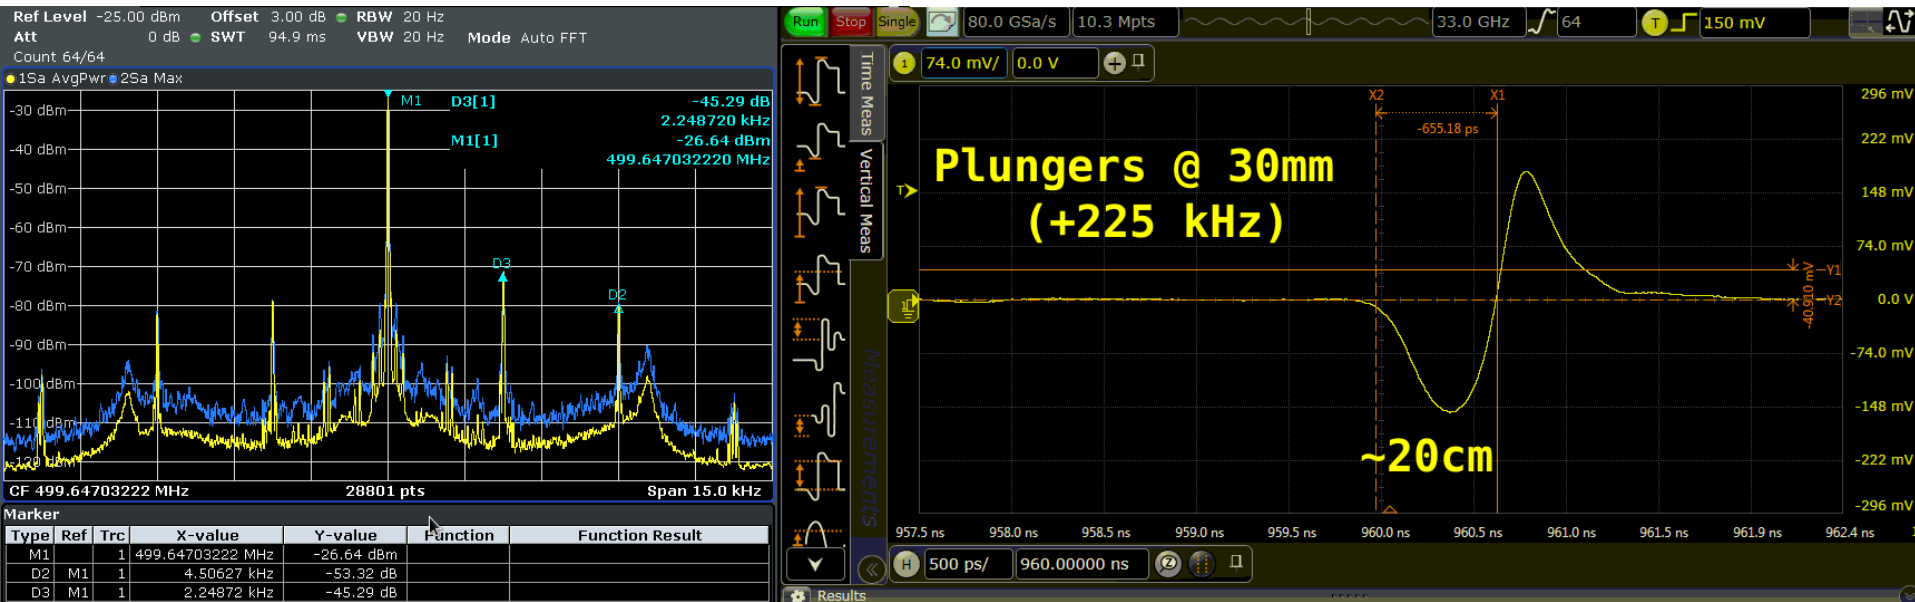 Ref Level -25.00 dBm Offset 3.00 dB RBW 20 Hz
Att 0 dB SWT 94.9 ms VBW 20 Hz Mode Auto FFT
Count 64/64
1Sa AvgPwr 2Sa Max
M1 D3[1] -45.29 dB
2.248720 kHz
M1[1] -26.64 dBm
499.647032220 MHz
-30 dBm
-40 dBm
-50 dBm
-60 dBm
-70 dBm
D3
D2
-80 dBm
-90 dBm
-100 dBm
-110 dBm
-120 dBm
CF 499.64703222 MHz 28801 pts Span 15.0 kHz
Marker
Type Ref Trc X-value Y-value Function Function Result
M1 1 499.64703222 MHz -26.64 dBm
D2 M1 1 4.50627 kHz -53.32 dB
D3 M1 1 2.24872 kHz -45.29 dB
Run Stop Single 80.0 GSa/s 10.3 Mpts 33.0 GHz 64 T 150 mV
1 74.0 mV/ 0.0 V
Time Meas
Vertical Meas
Measurements
X2 X1
-655.18 ps
Plungers @ 30mm
(+225 kHz)
T
1
~20cm
Y1
Y2
-40.910 mV
296 mV
222 mV
148 mV
74.0 mV
0.0 V
-74.0 mV
-148 mV
-222 mV
-296 mV
957.5 ns 958.0 ns 958.5 ns 959.0 ns 959.5 ns 960.0 ns 960.5 ns 961.0 ns 961.5 ns 961.9 ns 962.4 ns
H 500 ps/ 960.00000 ns
Results